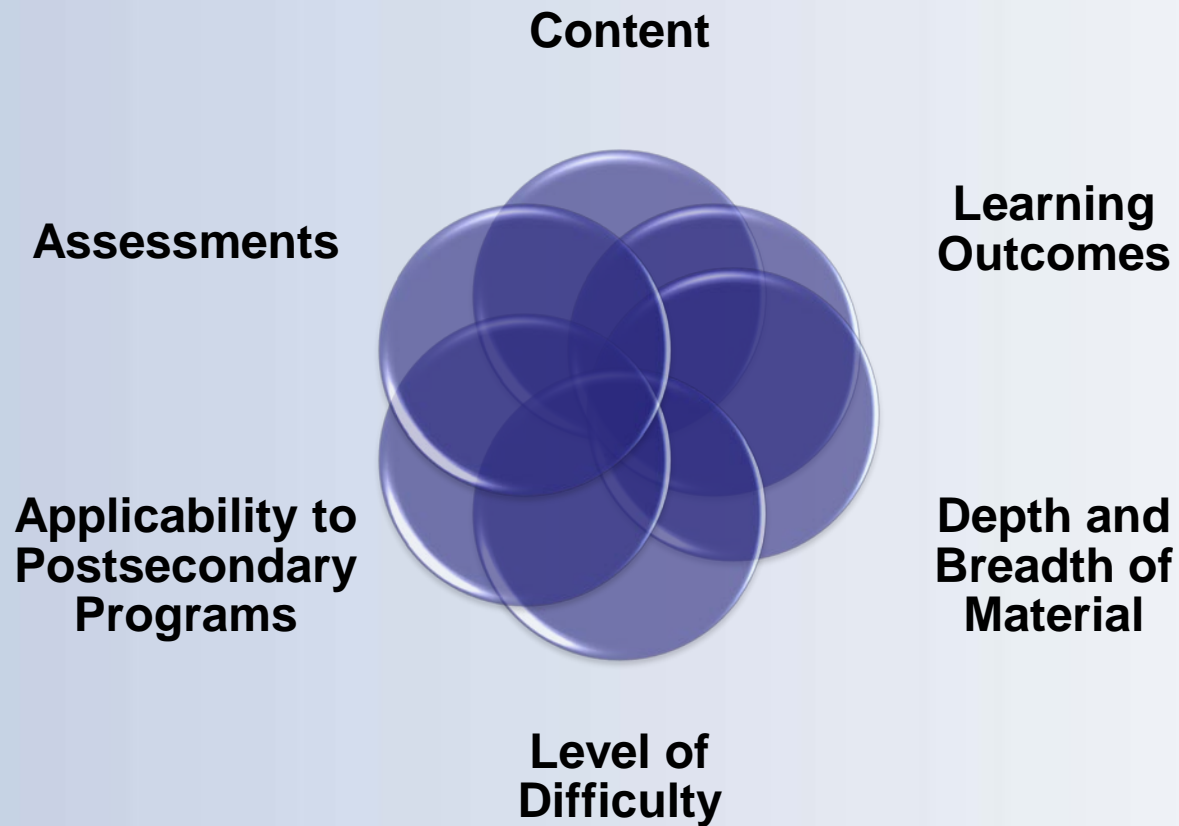 Content
Learning
Outcomes
Depth and
Breadth of
Material
Level of
Difficulty
Applicability to
Postsecondary
Programs
Assessments